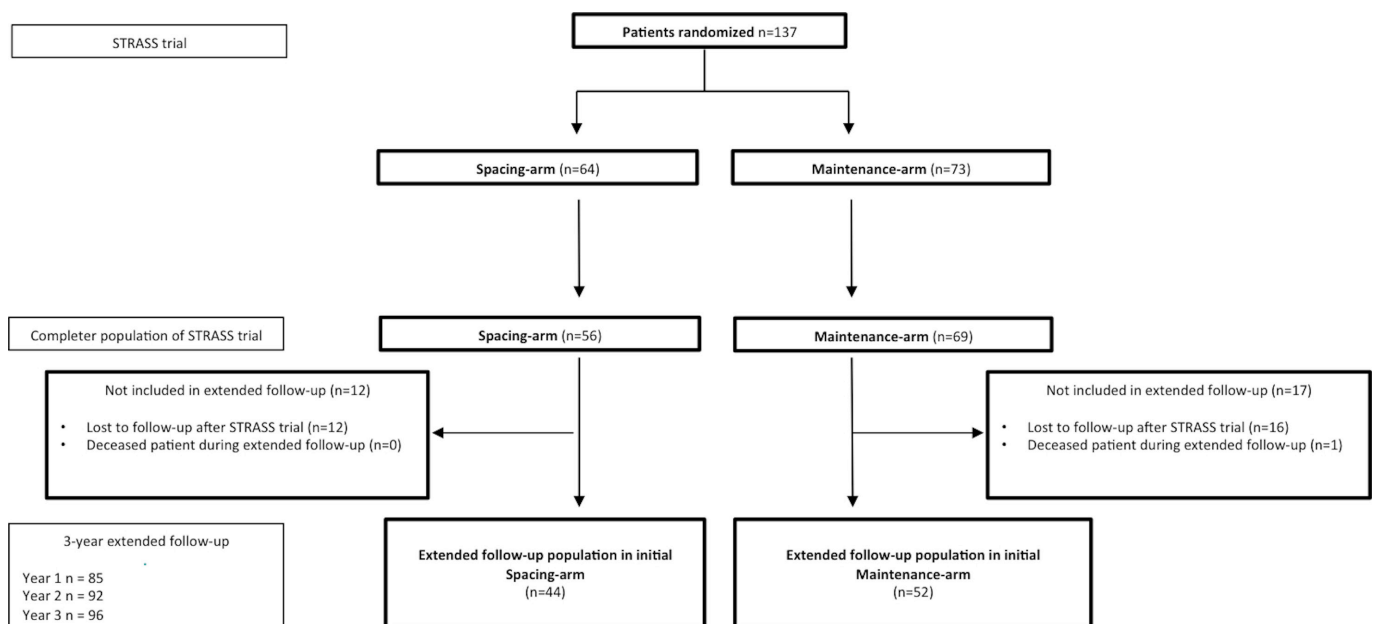 STRASS trial
Patients randomized n=137
Spacing-arm (n=64)
Maintenance-arm (n=73)
Completer population of STRASS trial
Spacing-arm (n=56)
Maintenance-arm (n=69)
Not included in extended follow-up (n=12)
• Lost to follow-up after STRASS trial (n=12)
• Deceased patient during extended follow-up (n=0)
Not included in extended follow-up (n=17)
• Lost to follow-up after STRASS trial (n=16)
• Deceased patient during extended follow-up (n=1)
3-year extended follow-up
Year 1 n = 85
Year 2 n = 92
Year 3 n = 96
Extended follow-up population in initial
Spacing-arm
(n=44)
Extended follow-up population in initial
Maintenance-arm
(n=52)